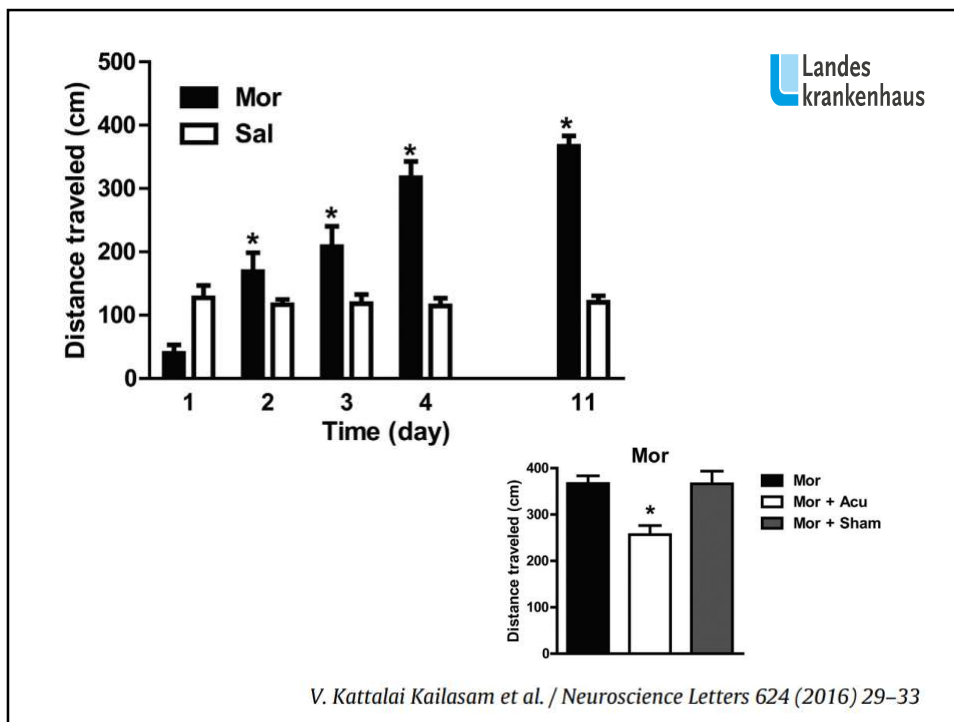 500
400
300
200
100
0
Distance traveled (cm)
Mor
Sal
*
*
*
*
1 2 3 4 11
Time (day)
Landes
krankenhaus
Mor
400
300
200
100
0
Distance traveled (cm)
*
Mor
Mor + Acu
Mor + Sham
V. Kattalai Kailasam et al. / Neuroscience Letters 624 (2016) 29–33